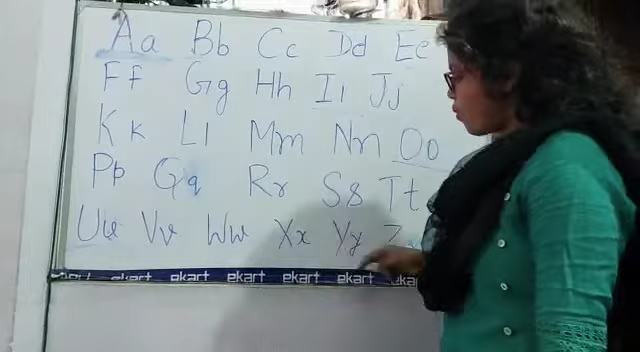 Aa Bb Cc Dd Ee
Ff Gg Hh Ii Jj
Kk Ll Mm Nn Oo
Pp Qq Rr Ss Tt
Uu Vv Ww Xx Yy Z
ekart ekart ekart ekart ekart